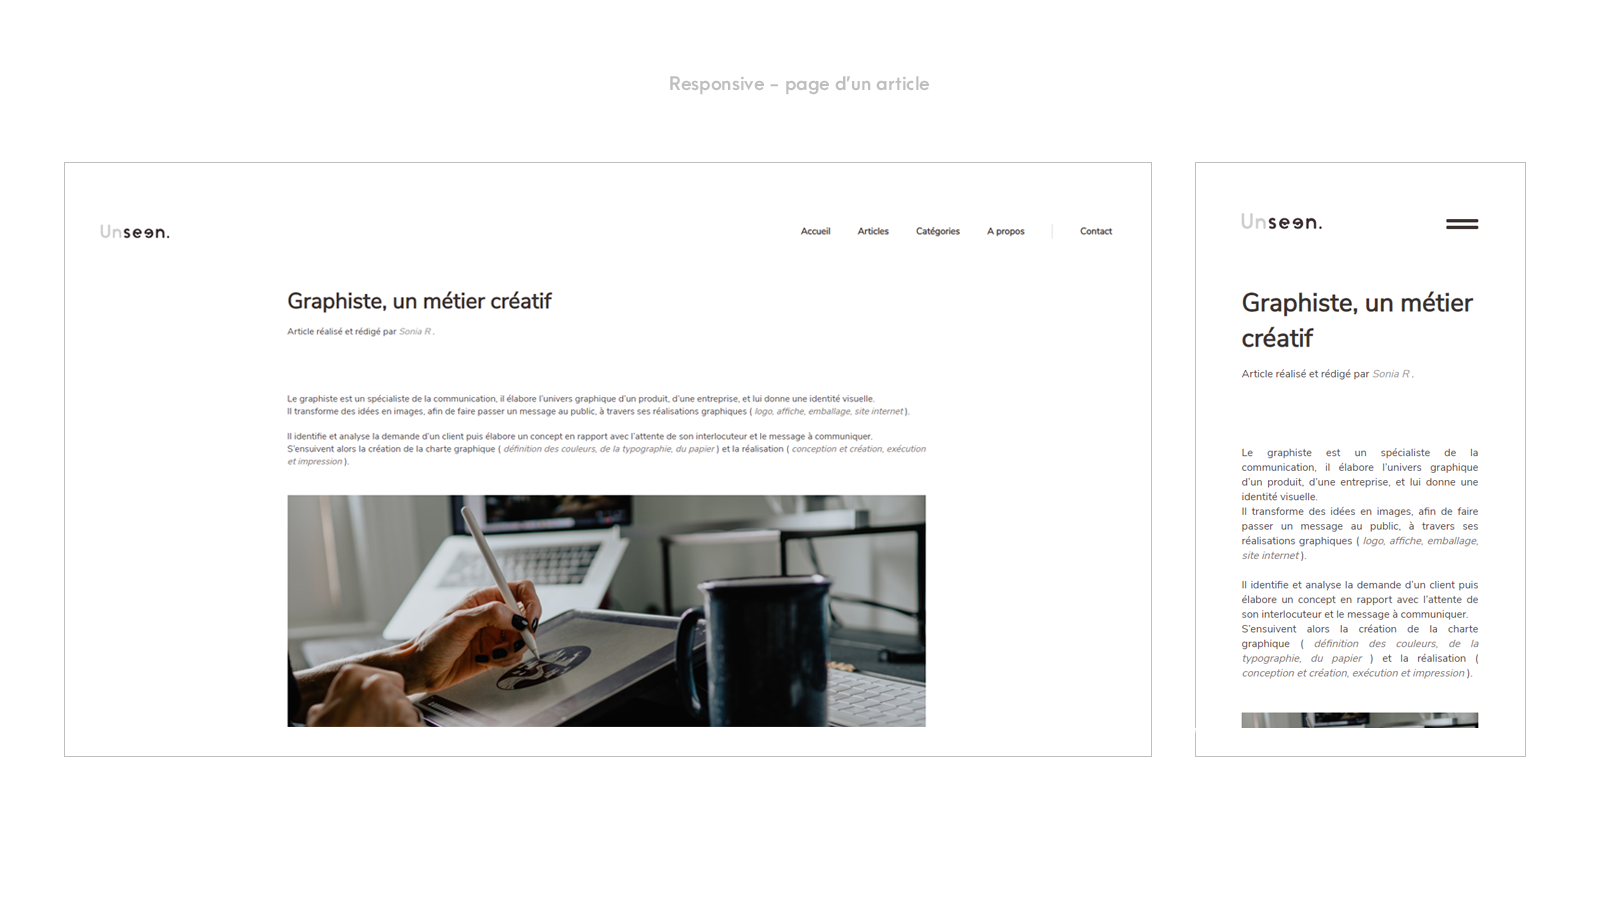 Responsive - page d'un article
Unseen.
Accueil Articles Catégories A propos Contact
Graphiste, un métier créatif
Article réalisé et rédigé par Sonia R .
Le graphiste est un spécialiste de la communication, il élabore l'univers graphique d'un produit, d'une entreprise, et lui donne une identité visuelle.
Il transforme des idées en images, afin de faire passer un message au public, à travers ses réalisations graphiques ( logo, affiche, emballage, site internet ).
Il identifie et analyse la demande d'un client puis élabore un concept en rapport avec l'attente de son interlocuteur et le message à communiquer.
S'ensuivent alors la création de la charte graphique ( définition des couleurs, de la typographie, du papier ) et la réalisation ( conception et création, exécution
et impression ).
Unseen.
Graphiste, un métier
créatif
Article réalisé et rédigé par Sonia R .
Le graphiste est un spécialiste de la
communication, il élabore l'univers graphique
d'un produit, d'une entreprise, et lui donne une
identité visuelle.
Il transforme des idées en images, afin de faire
passer un message au public, à travers ses
réalisations graphiques ( logo, affiche, emballage,
site internet ).
Il identifie et analyse la demande d'un client puis
élabore un concept en rapport avec l'attente de
son interlocuteur et le message à communiquer.
S'ensuivent alors la création de la charte
graphique ( définition des couleurs, de la
typographie, du papier ) et la réalisation (
conception et création, exécution et impression ).